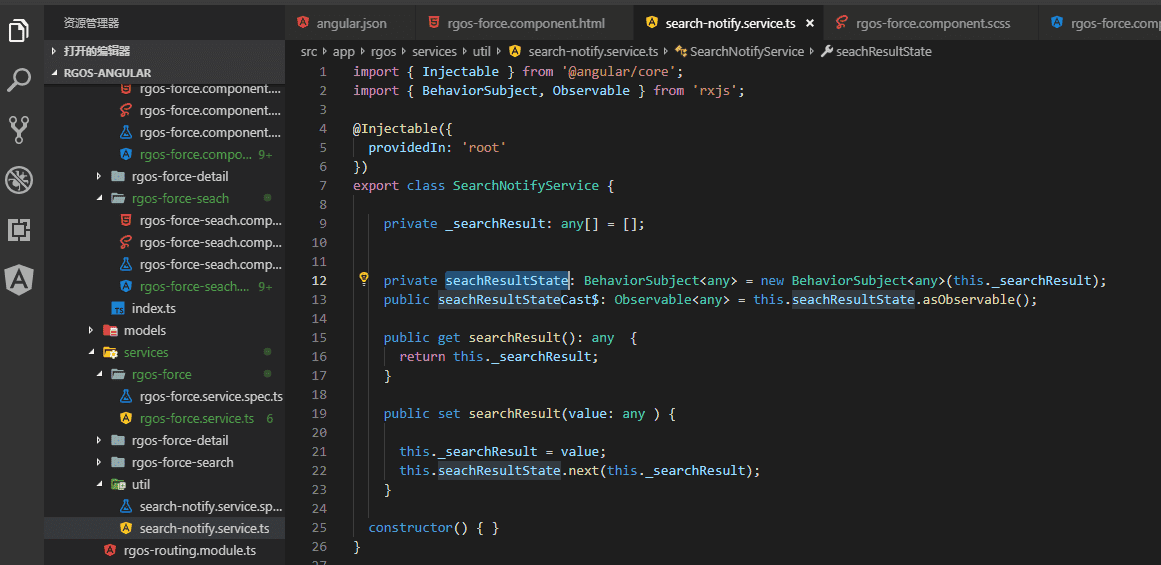 资源管理器
打开的编辑器
RGOS-ANGULAR
rgos-force.component....
rgos-force.component....
rgos-force.component....
rgos-force.compo... 9+
rgos-force-detail
rgos-force-seach
rgos-force-seach.comp...
rgos-force-seach.comp...
rgos-force-seach.comp...
rgos-force-seach.... 9+
index.ts
models
services
rgos-force
rgos-force.service.spec.ts
rgos-force.service.ts 6
rgos-force-detail
rgos-force-search
util
search-notify.service.sp...
search-notify.service.ts
rgos-routing.module.ts
angular.json rgos-force.component.html search-notify.service.ts × rgos-force.component.scss rgos-force.comp
src › app › rgos › services › util › search-notify.service.ts › SearchNotifyService › seachResultState
1 import { Injectable } from '@angular/core';
2 import { BehaviorSubject, Observable } from 'rxjs';
3
4 @Injectable({
5 providedIn: 'root'
6 })
7 export class SearchNotifyService {
8
9 private _searchResult: any[] = [];
10
11
12 private seachResultState: BehaviorSubject<any> = new BehaviorSubject<any>(this._searchResult);
13 public seachResultStateCast$: Observable<any> = this.seachResultState.asObservable();
14
15 public get searchResult(): any {
16 return this._searchResult;
17 }
18
19 public set searchResult(value: any ) {
20
21 this._searchResult = value;
22 this.seachResultState.next(this._searchResult);
23 }
24
25 constructor() { }
26 }
27